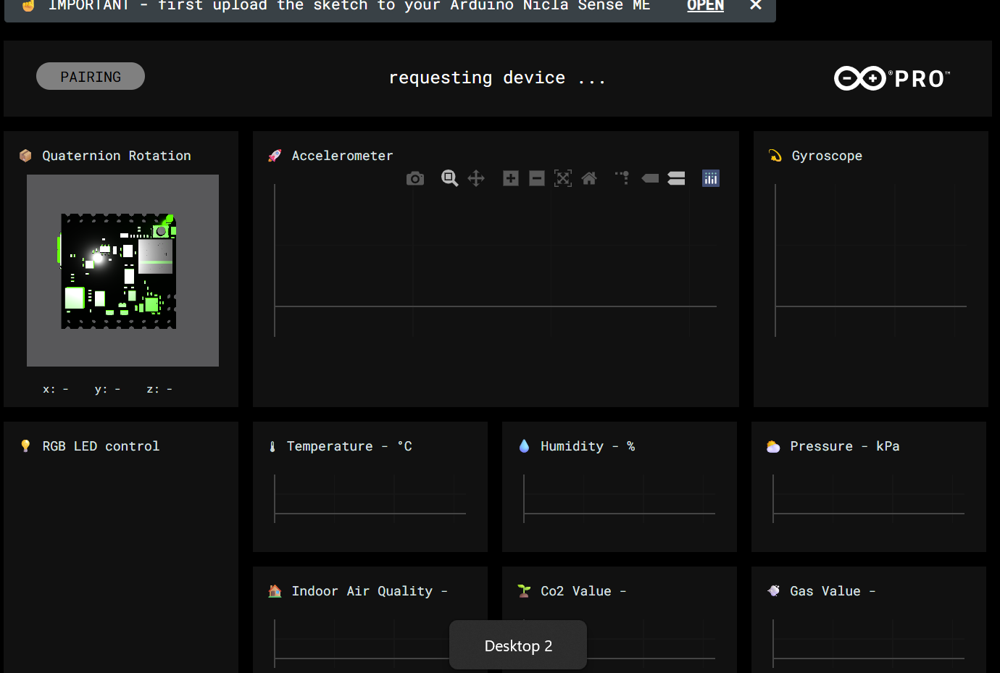 IMPORTANT - first upload the sketch to your Arduino Nicla Sense ME OPEN ✕
PAIRING
requesting device ...
® PRO™
Quaternion Rotation
Accelerometer
Gyroscope
x: - y: - z: -
RGB LED control
Temperature - °C
Humidity - %
Pressure - kPa
Indoor Air Quality -
Co2 Value -
Gas Value -
Desktop 2